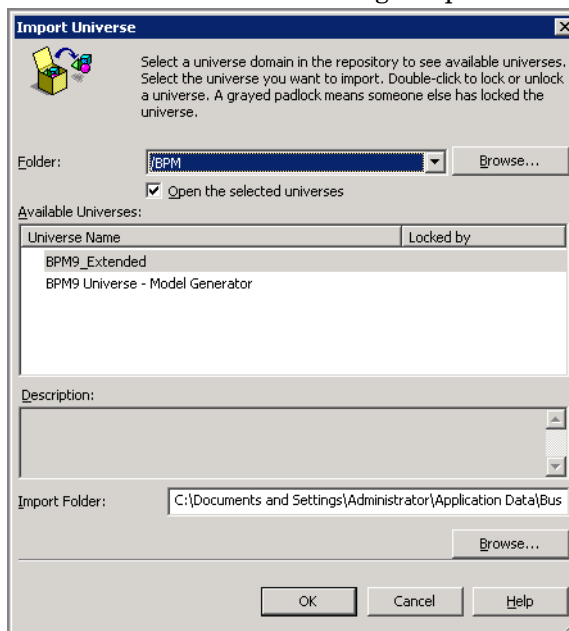 Import Universe
Select a universe domain in the repository to see available universes.
Select the universe you want to import. Double-click to lock or unlock
a universe. A grayed padlock means someone else has locked the
universe.
Folder:
/BPM
Browse...
Open the selected universes
Available Universes:
Universe Name
Locked by
BPM9_Extended
BPM9 Universe - Model Generator
Description:
Import Folder:
C:\Documents and Settings\Administrator\Application Data\Bus
Browse...
OK
Cancel
Help